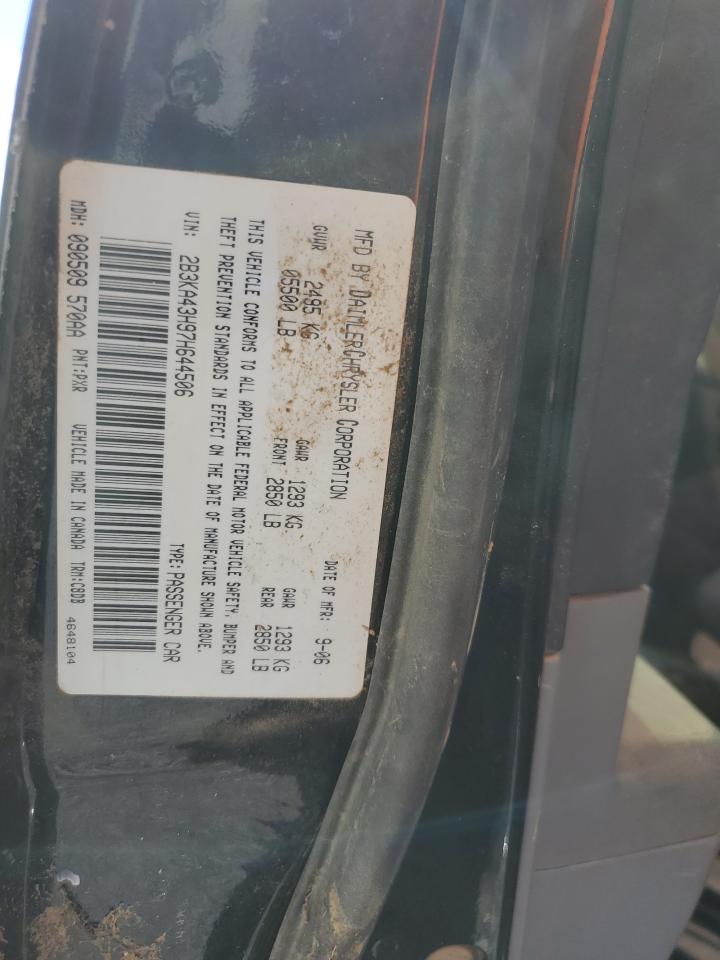 MFD BY DAIMLERCHRYSLER CORPORATION
DATE OF MFR: 9-06
GVWR 2495 KG
05500 LB
GAWR FRONT 1293 KG
2850 LB
GAWR REAR 1293 KG
2850 LB
THIS VEHICLE CONFORMS TO ALL APPLICABLE FEDERAL MOTOR VEHICLE SAFETY, BUMPER AND
THEFT PREVENTION STANDARDS IN EFFECT ON THE DATE OF MANUFACTURE SHOWN ABOVE.
VIN: 2B3KA43H97H644506 TYPE: PASSENGER CAR
MDH: 090509 570AA PNT:PXR VEHICLE MADE IN CANADA TRM:C8DB 4648104